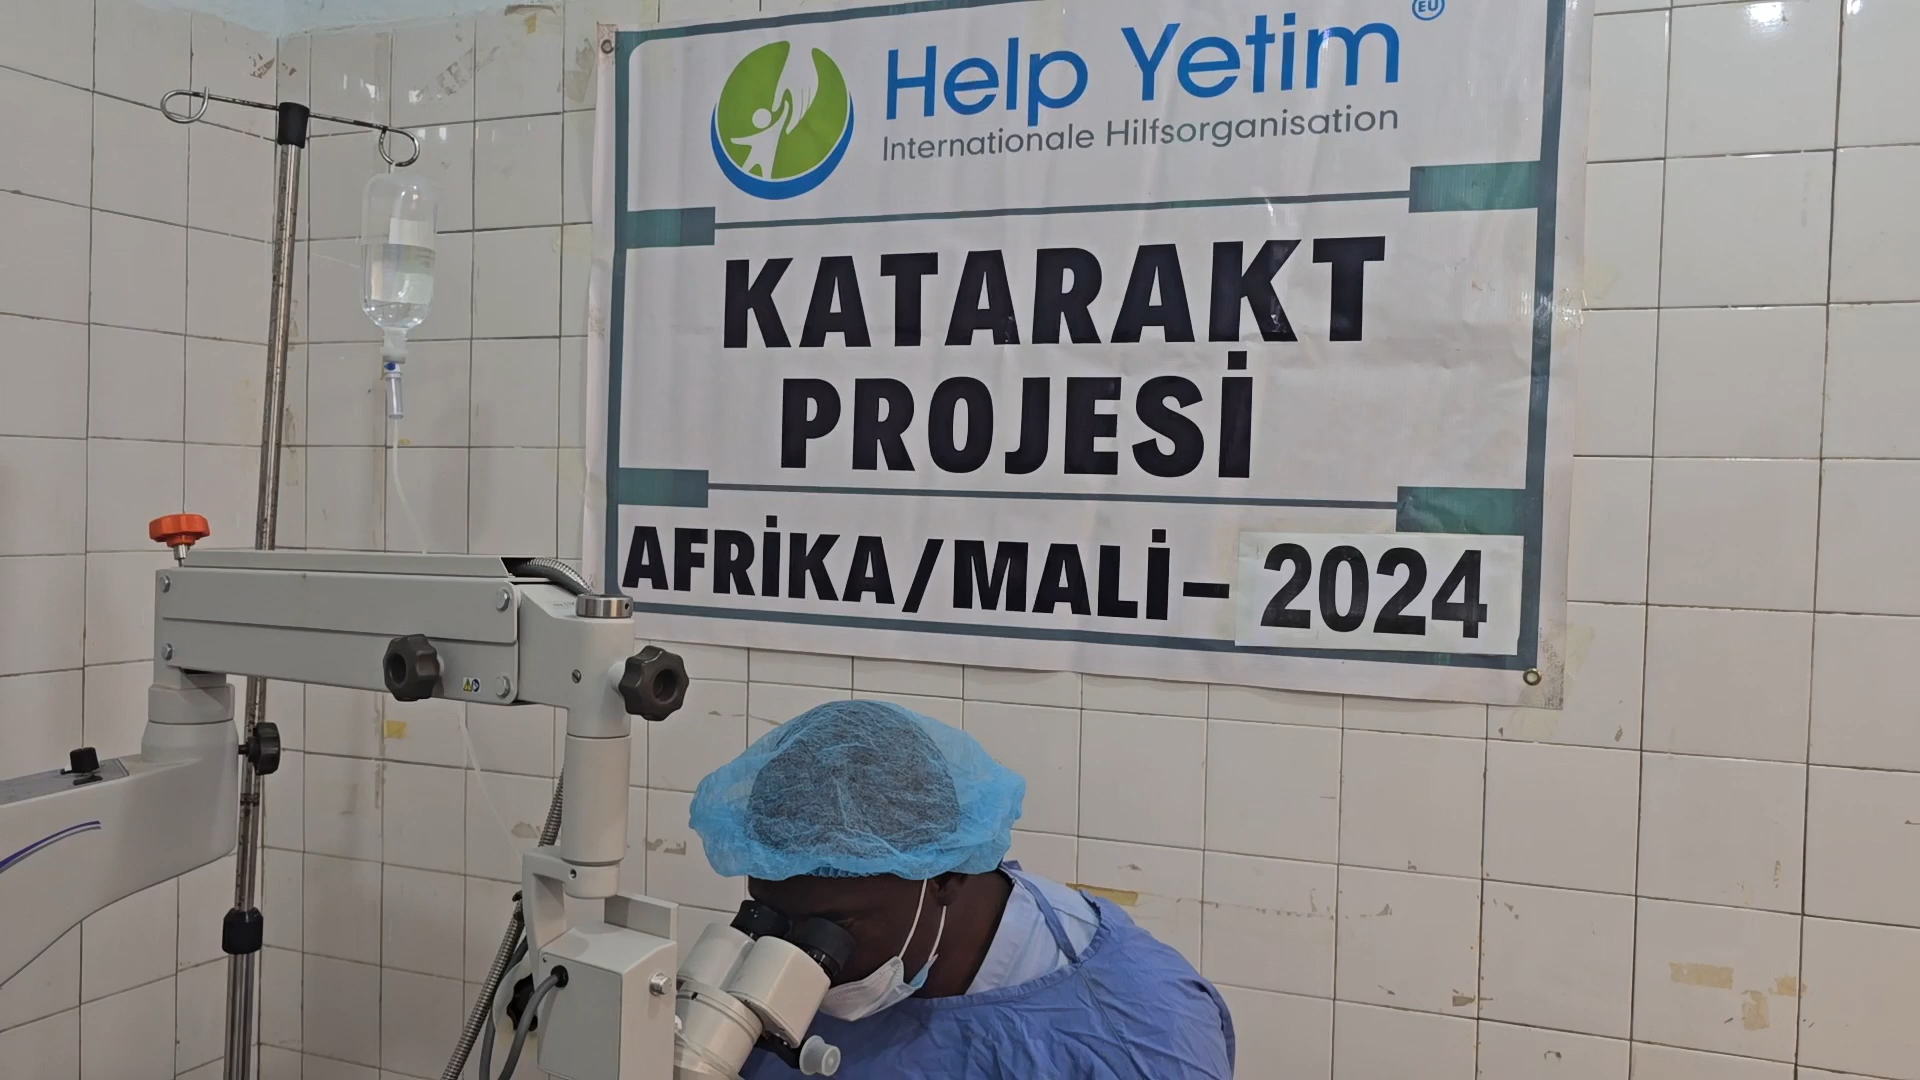 Help Yetim EU
Internationale Hilfsorganisation
KATARAKT
PROJESİ
AFRİKA/MALİ- 2024